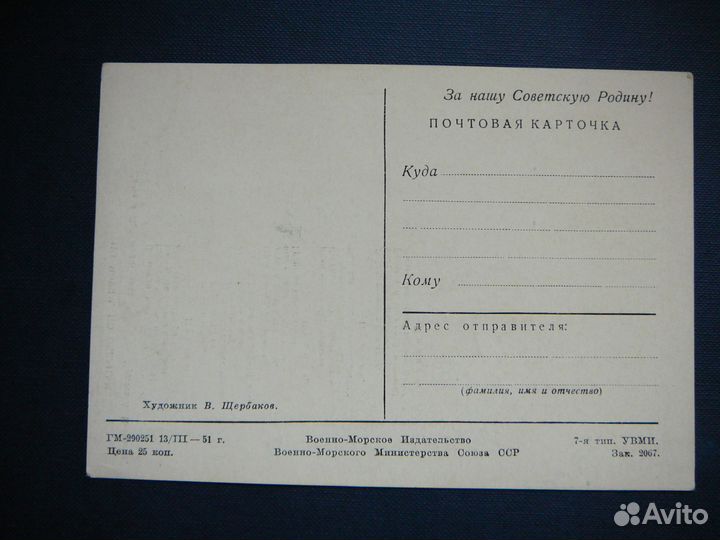 За нашу Советскую Родину!
ПОЧТОВАЯ КАРТОЧКА
Куда
Кому
Адрес отправителя:
(фамилия, имя и отчество)
Художник В. Щербаков.
ГМ-290251 13/III — 51 г.
Цена 25 коп.
Военно-Морское Издательство
Военно-Морского Министерства Союза ССР
7-я тип. УВМИ.
Зак. 2067.
Avito